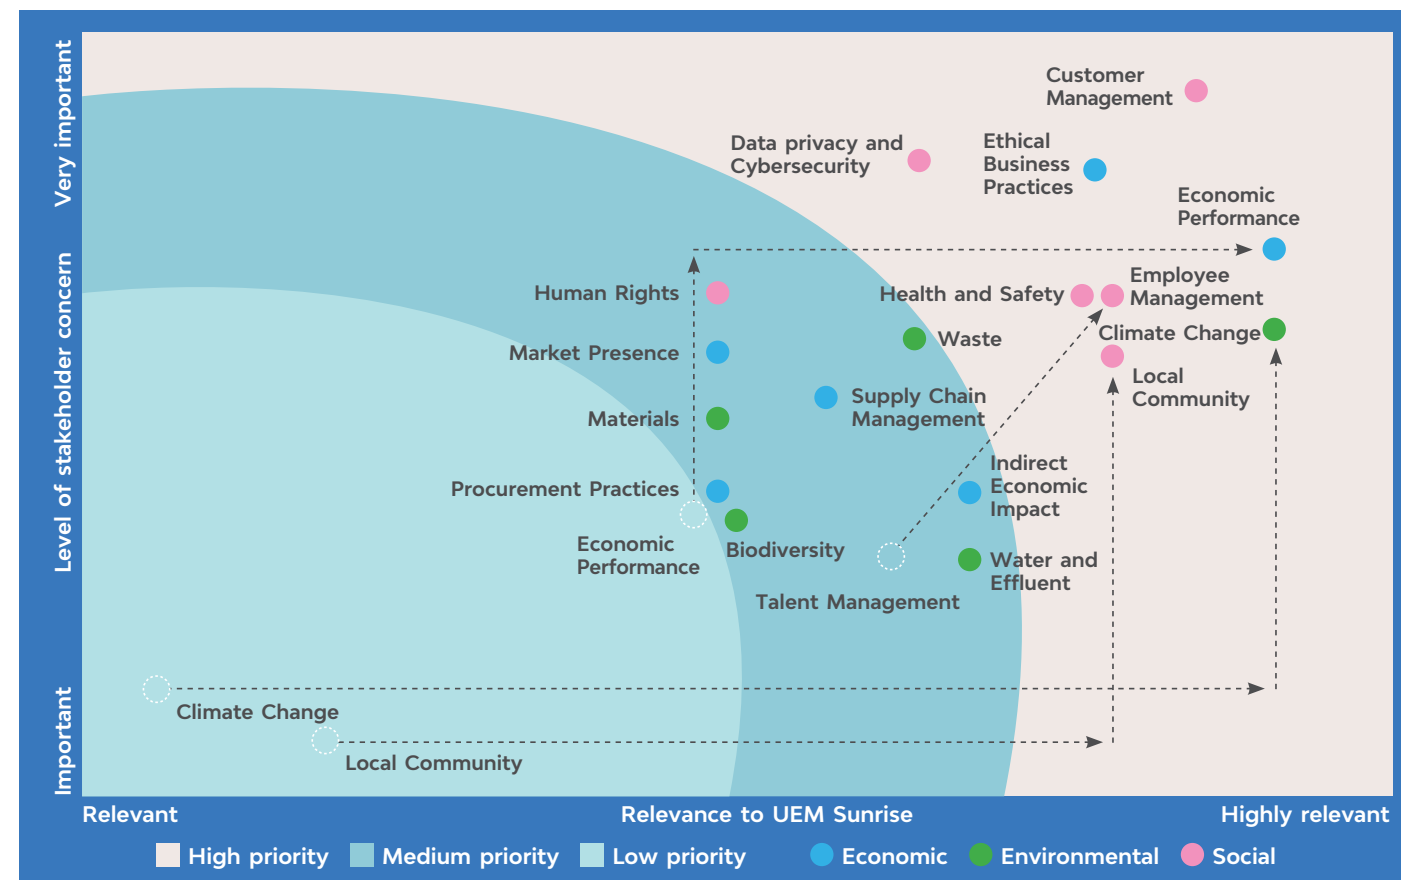 Very important
Level of stakeholder concern
Important
Customer
Management
Data privacy and
Cybersecurity
Ethical
Business
Practices
Economic
Performance
Human Rights
Health and Safety
Employee
Management
Market Presence
Waste
Climate Change
Local
Community
Supply Chain
Management
Materials
Procurement Practices
Indirect
Economic
Impact
Economic
Performance
Biodiversity
Water and
Effluent
Talent Management
Climate Change
Local Community
Relevant
Relevance to UEM Sunrise
Highly relevant
High priority
Medium priority
Low priority
Economic
Environmental
Social